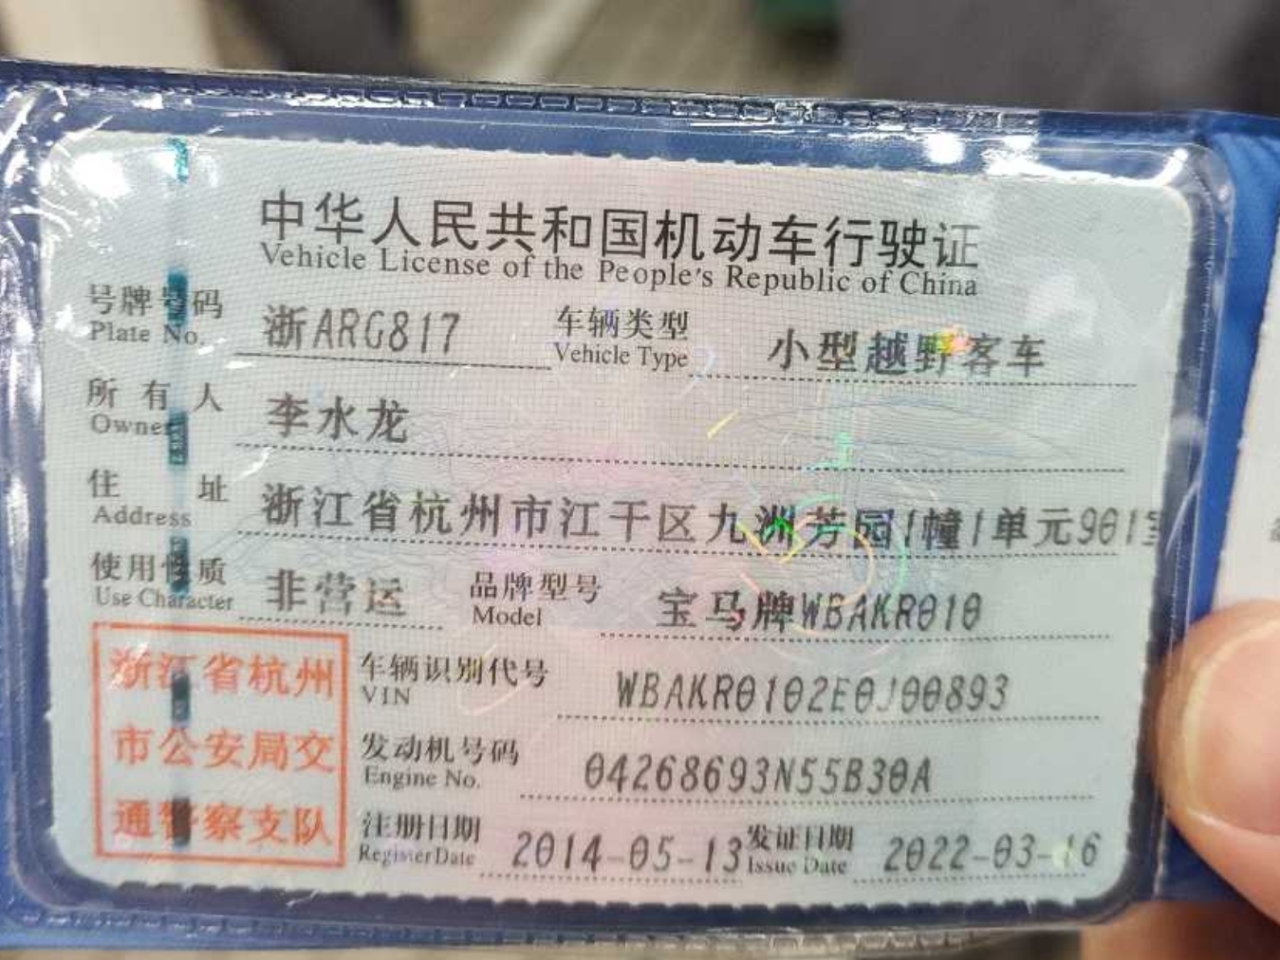 中华人民共和国机动车行驶证
Vehicle License of the People's Republic of China
号牌号码 浙ARG817 车辆类型 小型越野客车
Plate No. Vehicle Type
所有人 李水龙
Owner
住址 浙江省杭州市江干区九洲芳园1幢1单元901室
Address
使用性质 非营运 品牌型号 宝马牌WBAKR010
Use Character Model
浙江省杭州
市公安局交
通警察支队
车辆识别代号 WBAKR0102E0J00893
VIN
发动机号码 04268693N55B30A
Engine No.
注册日期 2014-05-13 发证日期 2022-03-16
Register Date Issue Date